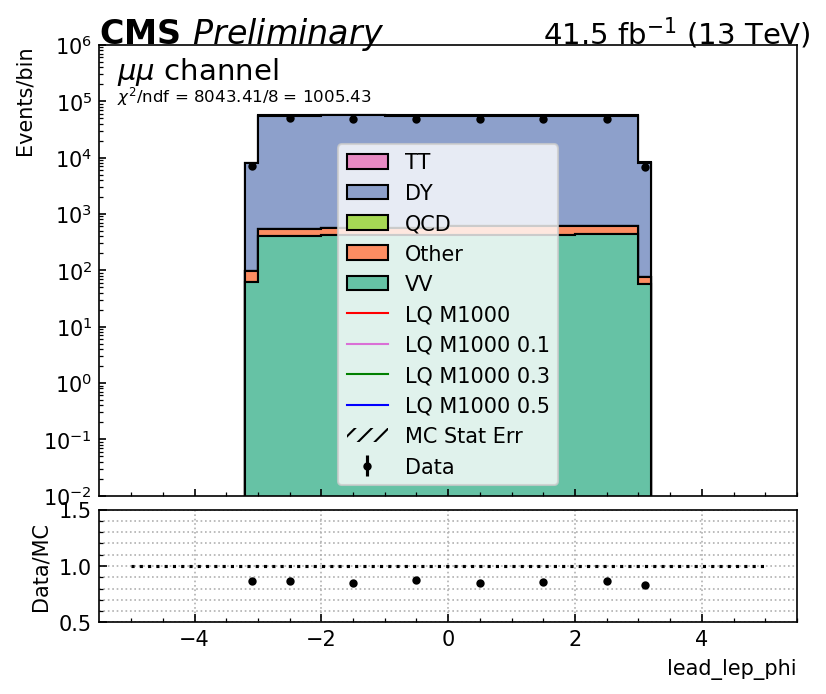 CMS Preliminary 41.5 fb⁻¹ (13 TeV)
Events/bin
10⁶
10⁵
10⁴
10³
10²
10¹
10⁰
10⁻¹
10⁻²
μμ channel
χ²/ndf = 8043.41/8 = 1005.43
TT
DY
QCD
Other
VV
LQ M1000
LQ M1000 0.1
LQ M1000 0.3
LQ M1000 0.5
MC Stat Err
Data
Data/MC
1.5
1.0
0.5
−4 −2 0 2 4
lead_lep_phi